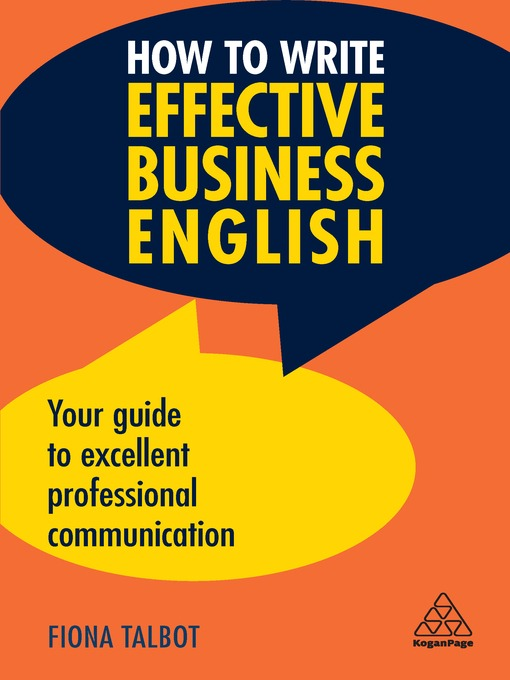 HOW TO WRITE
EFFECTIVE
BUSINESS
ENGLISH
Your guide
to excellent
professional
communication
FIONA TALBOT
KoganPage